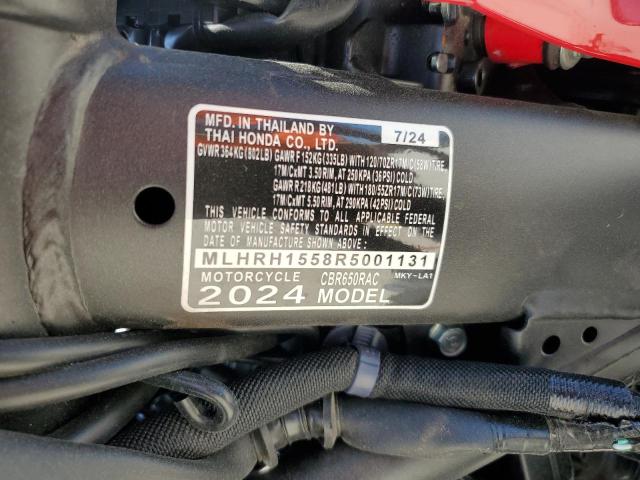 MFD. IN THAILAND BY
THAI HONDA CO., LTD.
7/24
GVWR 364KG (802LB) GAWR F 152KG (335LB) WITH 120/70ZR17M/C(58W)TIRE,
17M/CxMT 3.50 RIM, AT 250KPA (36PSI) COLD
GAWR R 218KG (481LB) WITH 180/55ZR17M/C(73W)TIRE,
17M/CxMT 5.50 RIM, AT 290KPA (42PSI) COLD
THIS VEHICLE CONFORMS TO ALL APPLICABLE FEDERAL
MOTOR VEHICLE SAFETY STANDARDS IN EFFECT ON THE
DATE OF MANUFACTURE SHOWN ABOVE:
MLHRH1558R5001131
MOTORCYCLE CBR650RAC MKY-LA1
2024 MODEL